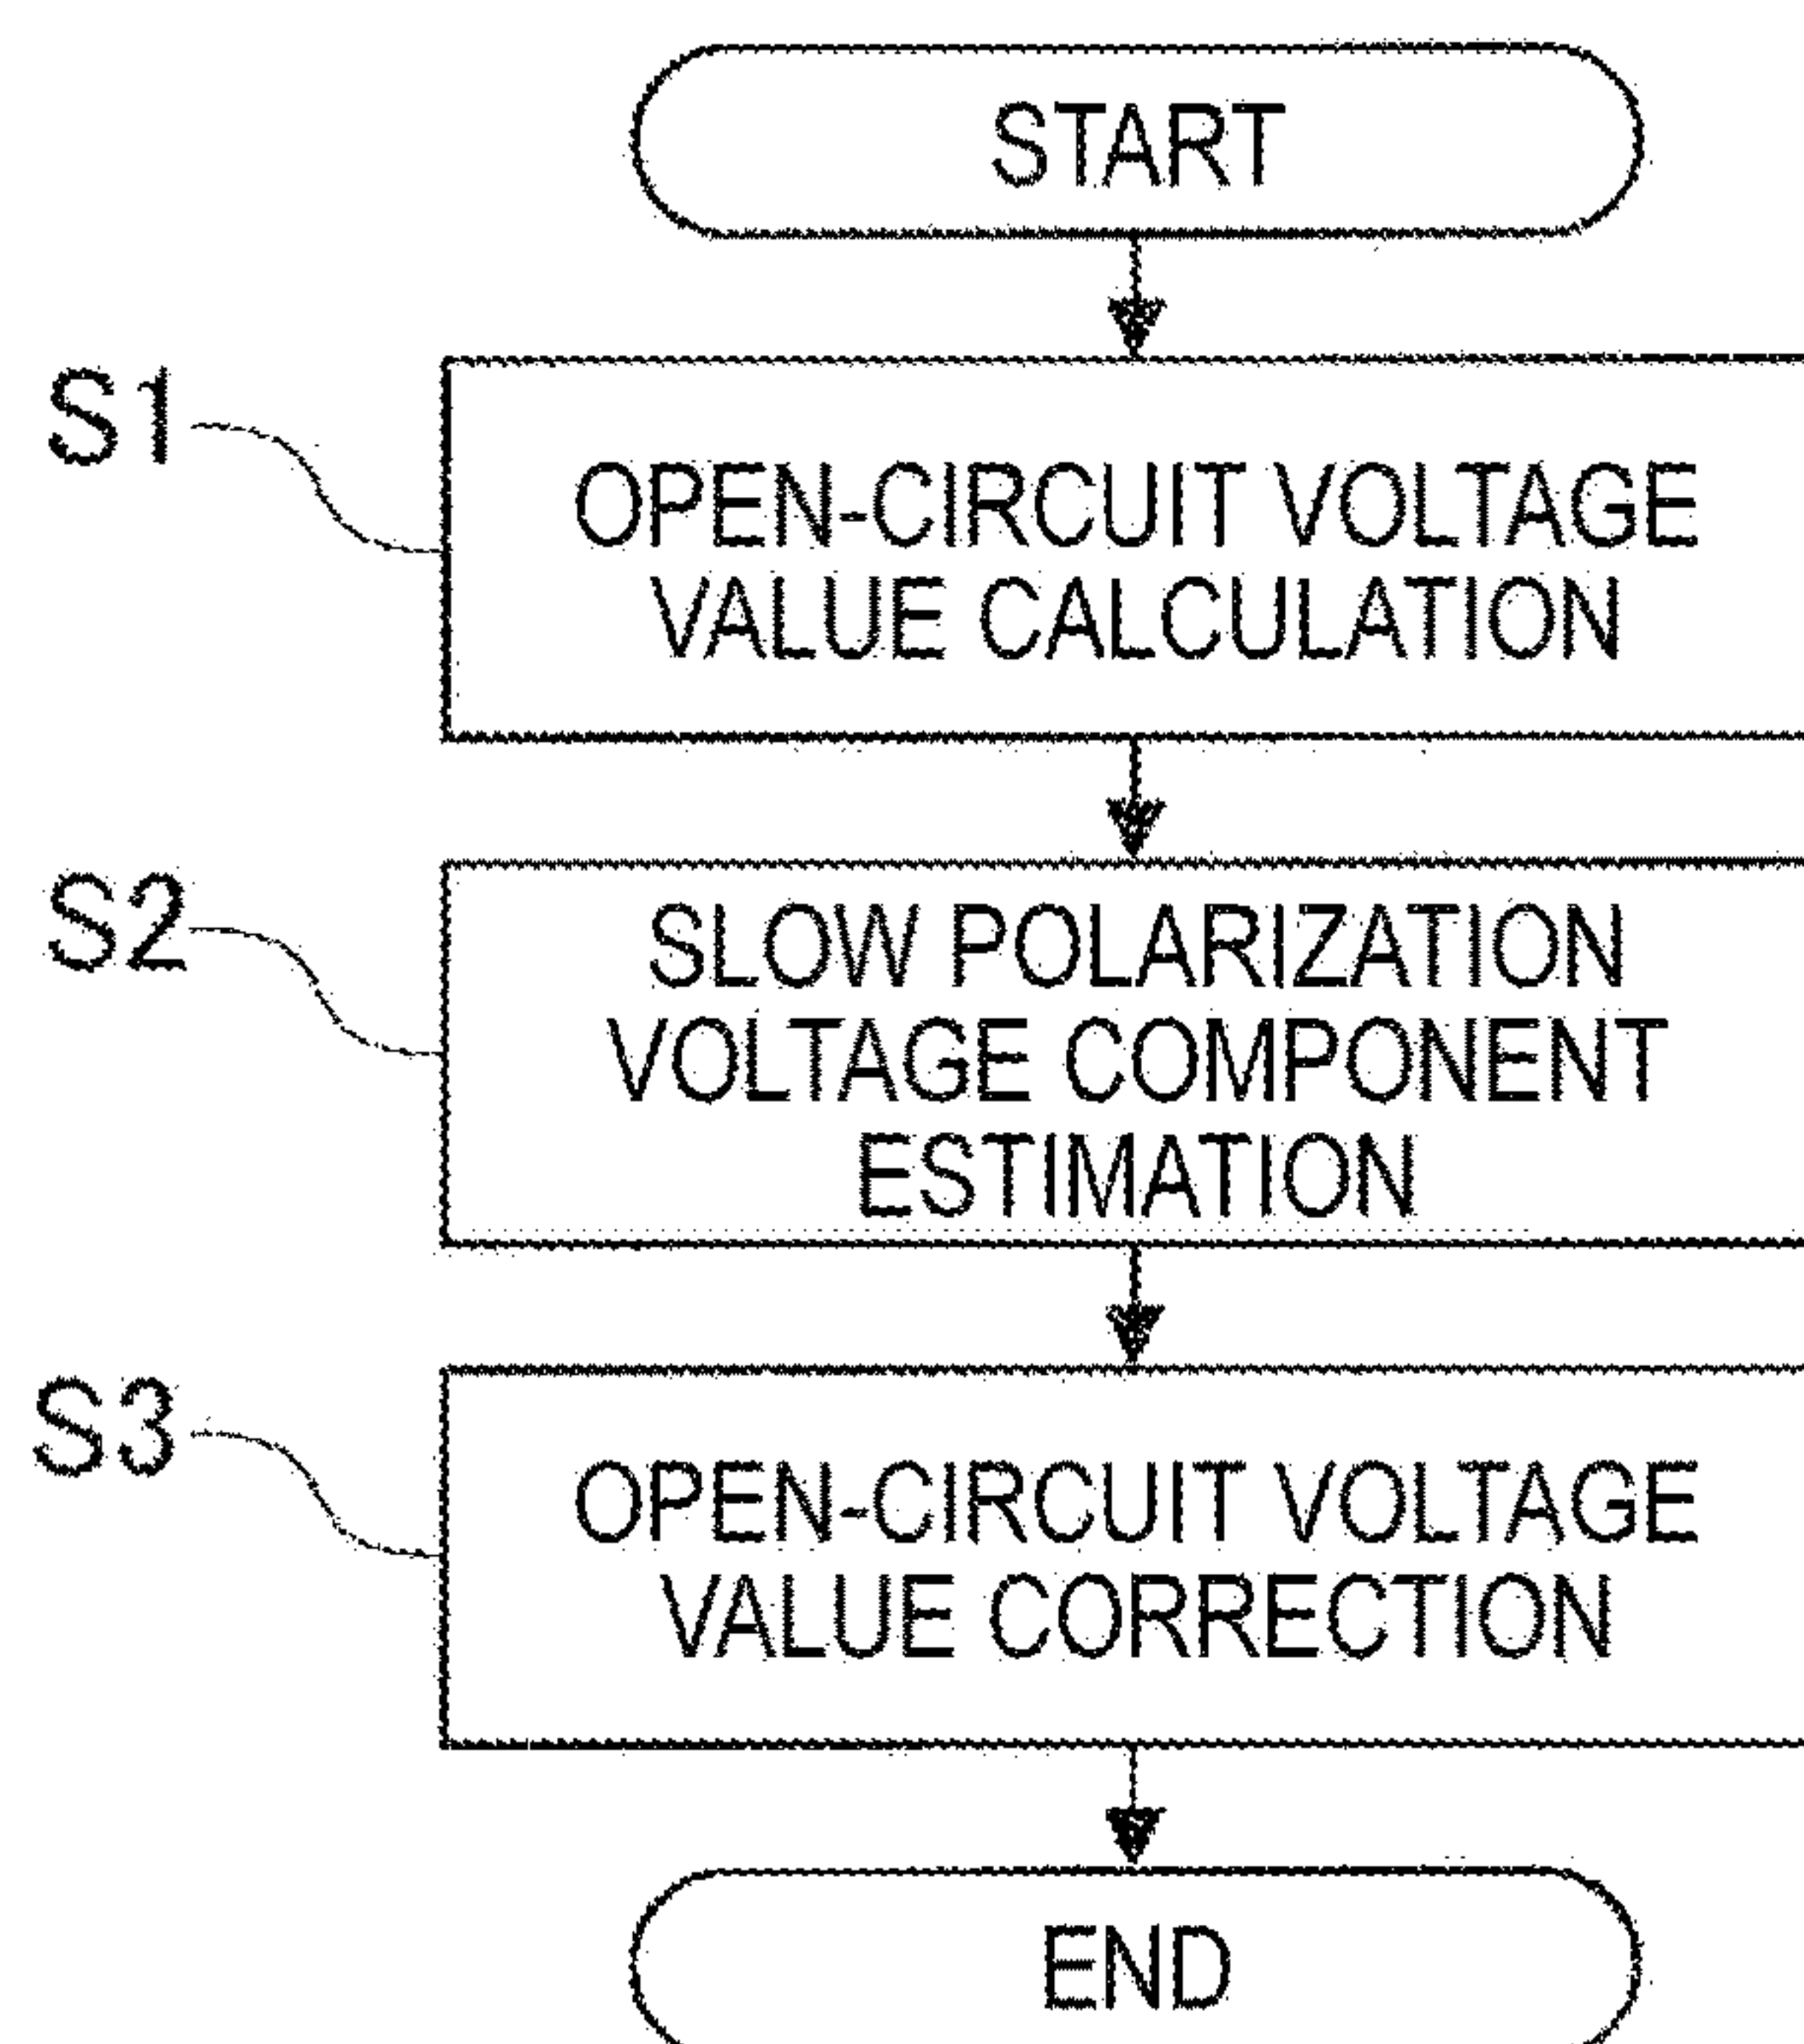 START
S1
OPEN-CIRCUIT VOLTAGE
VALUE CALCULATION
S2
SLOW POLARIZATION
VOLTAGE COMPONENT
ESTIMATION
S3
OPEN-CIRCUIT VOLTAGE
VALUE CORRECTION
END